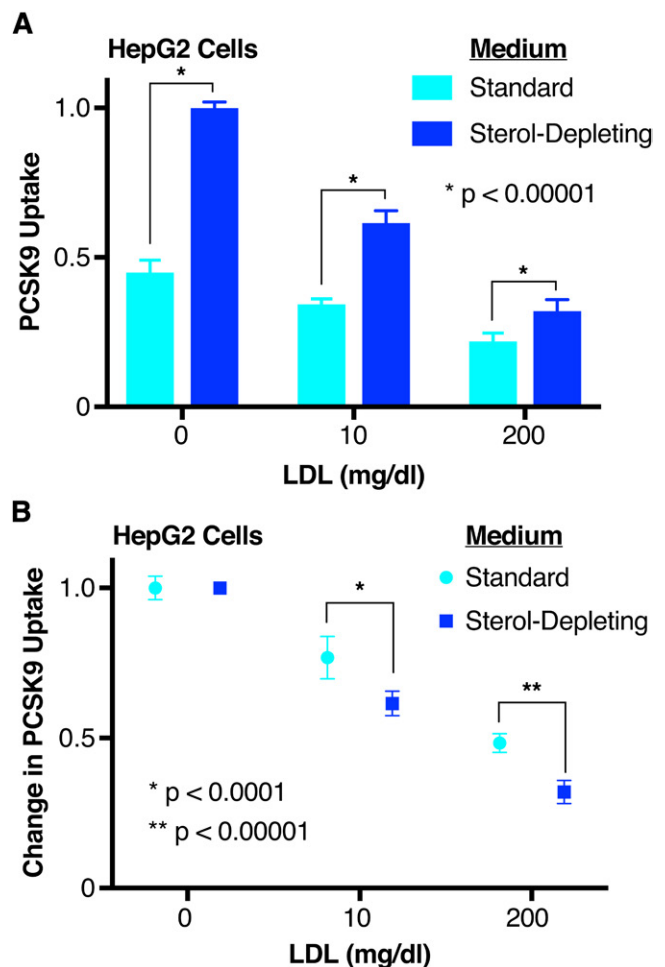 A
HepG2 Cells
Medium
Standard
Sterol-Depleting
* p < 0.00001
*
*
*
PCSK9 Uptake
1.0
0.5
0
0
10
200
LDL (mg/dl)
B
HepG2 Cells
Medium
Standard
Sterol-Depleting
*
**
Change in PCSK9 Uptake
1.0
0.5
0
* p < 0.0001
** p < 0.00001
0
10
200
LDL (mg/dl)